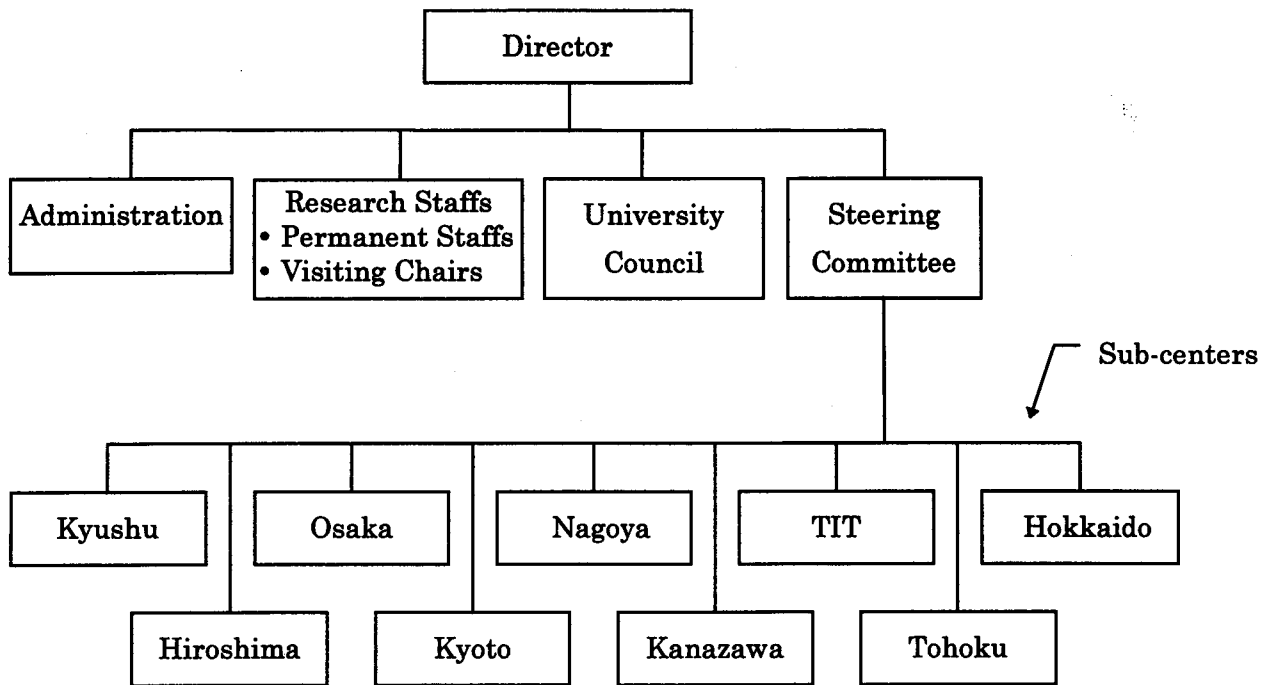 Director
Administration
Research Staffs
• Permanent Staffs
• Visiting Chairs
University
Council
Steering
Committee
Sub-centers
Kyushu
Osaka
Nagoya
TIT
Hokkaido
Hiroshima
Kyoto
Kanazawa
Tohoku